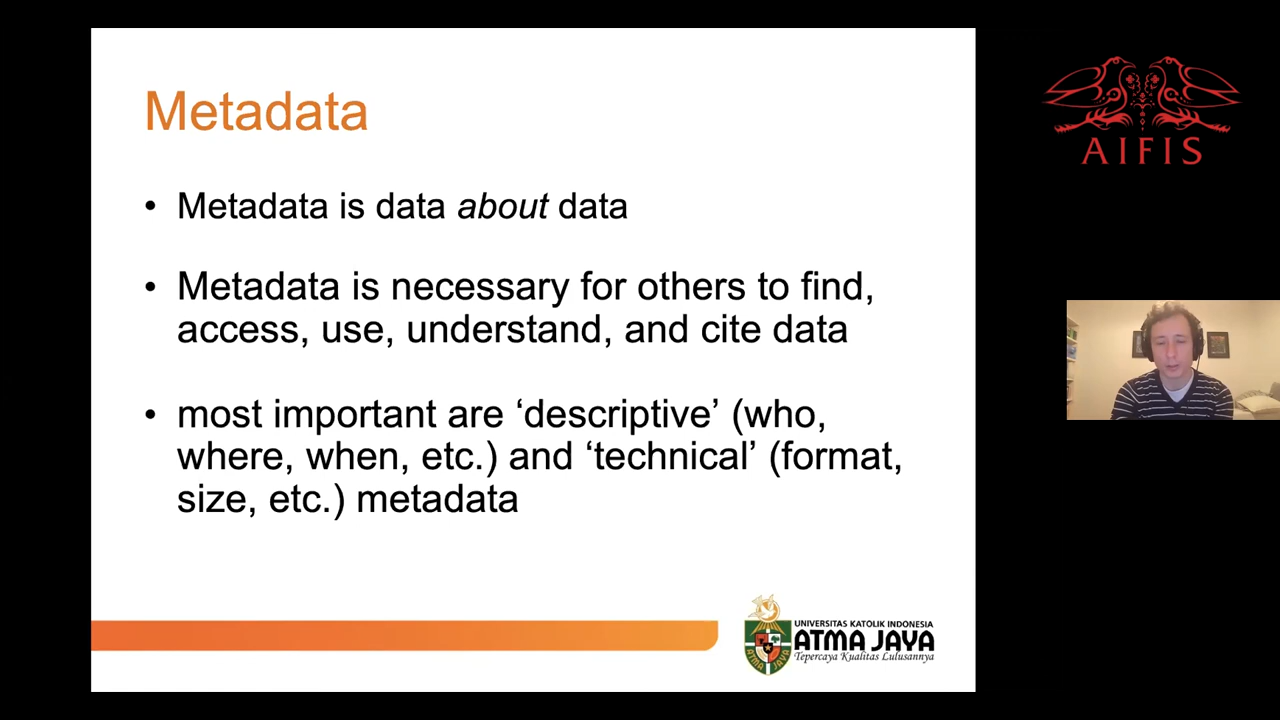 Metadata
• Metadata is data about data
• Metadata is necessary for others to find,
access, use, understand, and cite data
• most important are ‘descriptive’ (who,
where, when, etc.) and ‘technical’ (format,
size, etc.) metadata
AIFIS
UNIVERSITAS KATOLIK INDONESIA
ATMA JAYA
Tepercaya Kualitas Lulusannya
ATMA JAYA